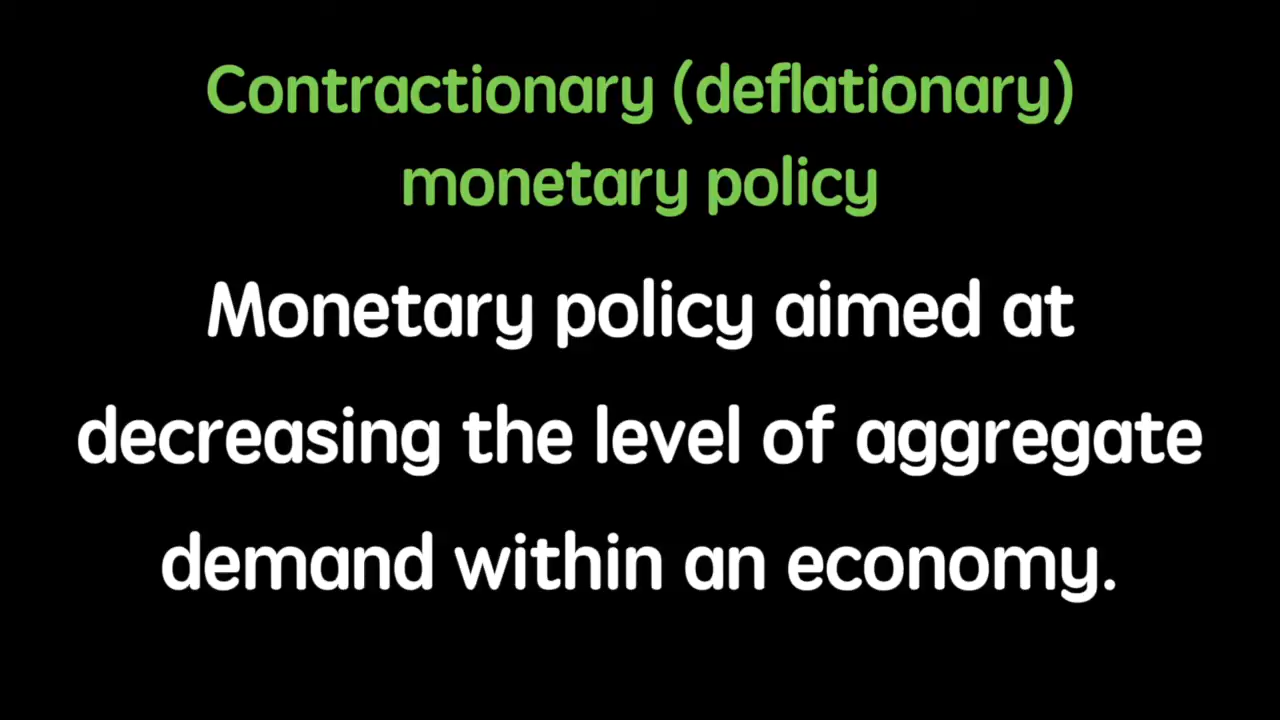 Contractionary (deflationary)
monetary policy
Monetary policy aimed at
decreasing the level of aggregate
demand within an economy.